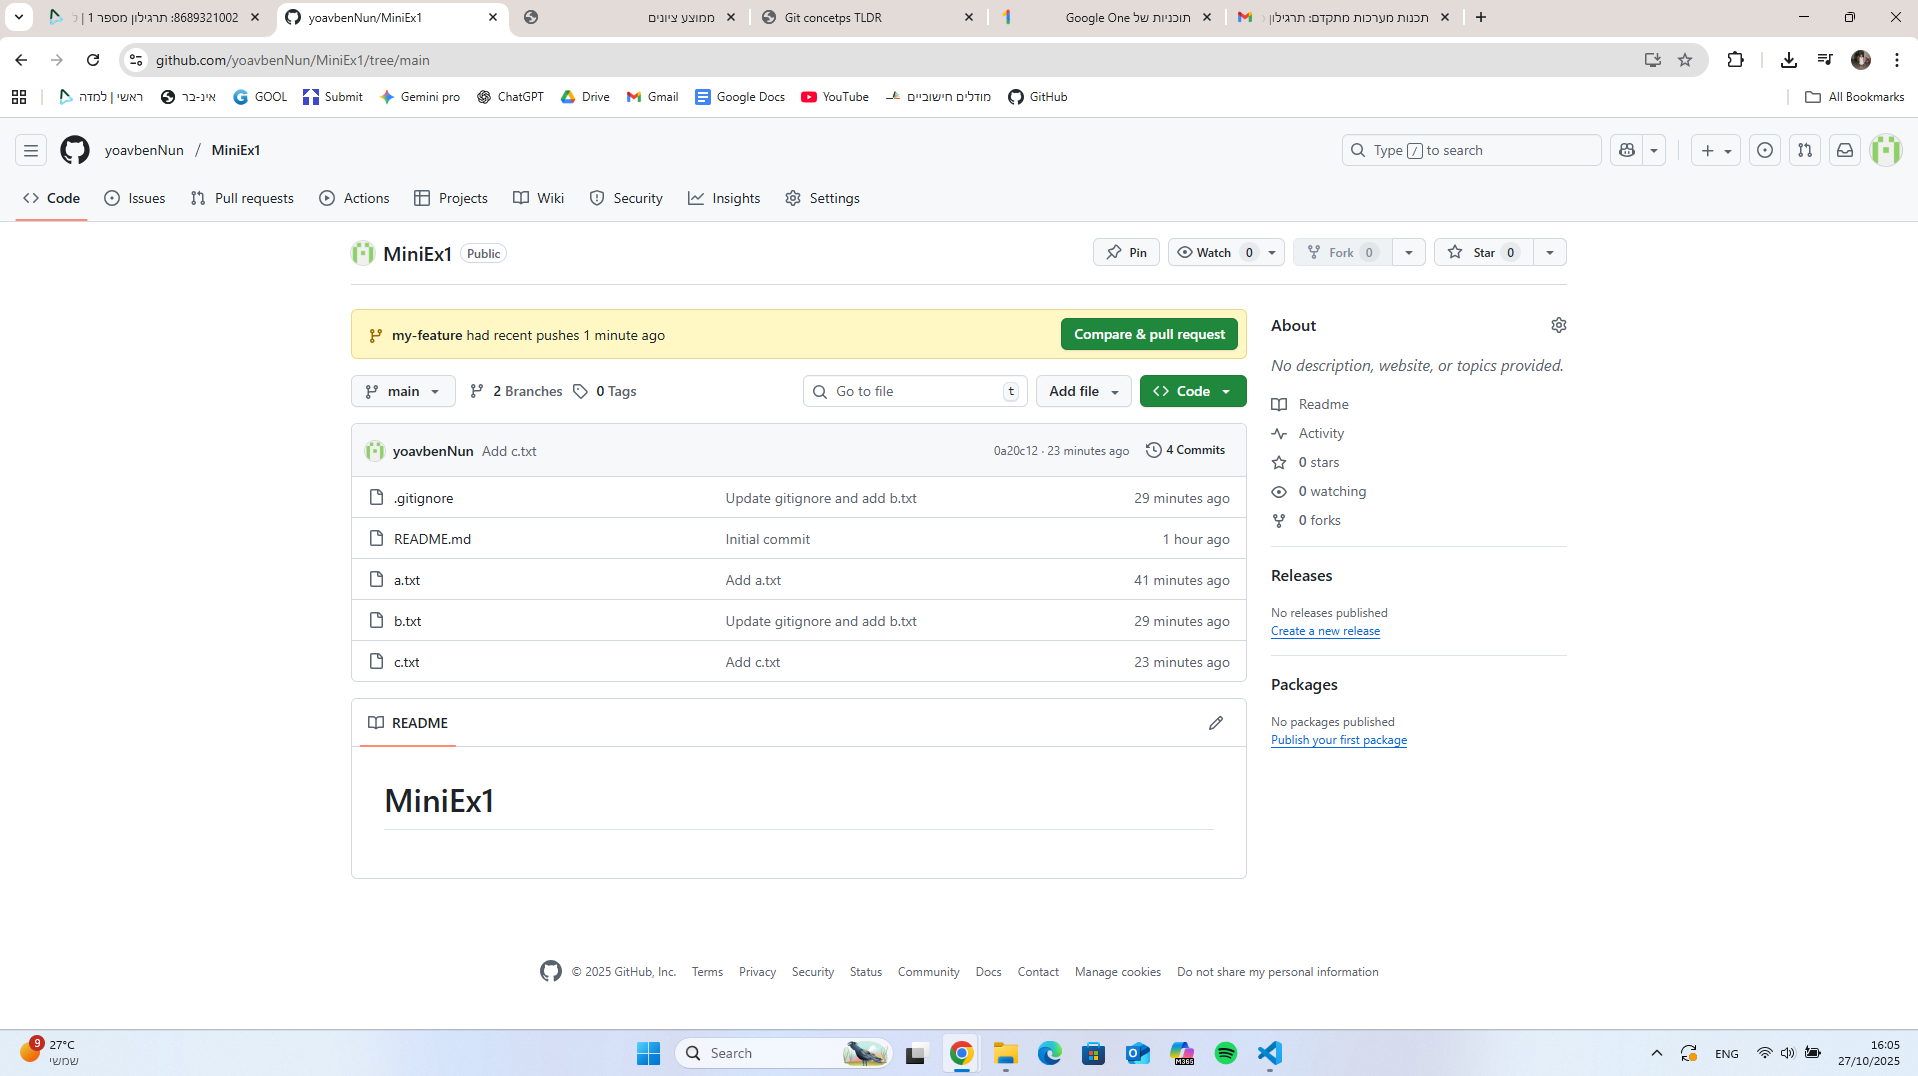 8689321002: תרגילון מספר 1 | ל
yoavbenNun/MiniEx1
ממוצע ציונים
Git concetps TLDR
תוכניות של Google One
תכנות מערכות מתקדם: תרגילון
github.com/yoavbenNun/MiniEx1/tree/main
ראשי | למדה
אינ-בר
GOOL
Submit
Gemini pro
ChatGPT
Drive
Gmail
Google Docs
YouTube
מודלים חישוביים
GitHub
All Bookmarks
yoavbenNun / MiniEx1
Type / to search
Code
Issues
Pull requests
Actions
Projects
Wiki
Security
Insights
Settings
MiniEx1 Public
Pin
Watch 0
Fork 0
Star 0
my-feature had recent pushes 1 minute ago
Compare & pull request
main
2 Branches
0 Tags
Go to file t
Add file
Code
yoavbenNun Add c.txt 0a20c12 · 23 minutes ago 4 Commits
.gitignore Update gitignore and add b.txt 29 minutes ago
README.md Initial commit 1 hour ago
a.txt Add a.txt 41 minutes ago
b.txt Update gitignore and add b.txt 29 minutes ago
c.txt Add c.txt 23 minutes ago
README
MiniEx1
About
No description, website, or topics provided.
Readme
Activity
0 stars
0 watching
0 forks
Releases
No releases published
Create a new release
Packages
No packages published
Publish your first package
© 2025 GitHub, Inc. Terms Privacy Security Status Community Docs Contact Manage cookies Do not share my personal information
9
27°C
שמשי
Search
M365
ENG
16:05
27/10/2025